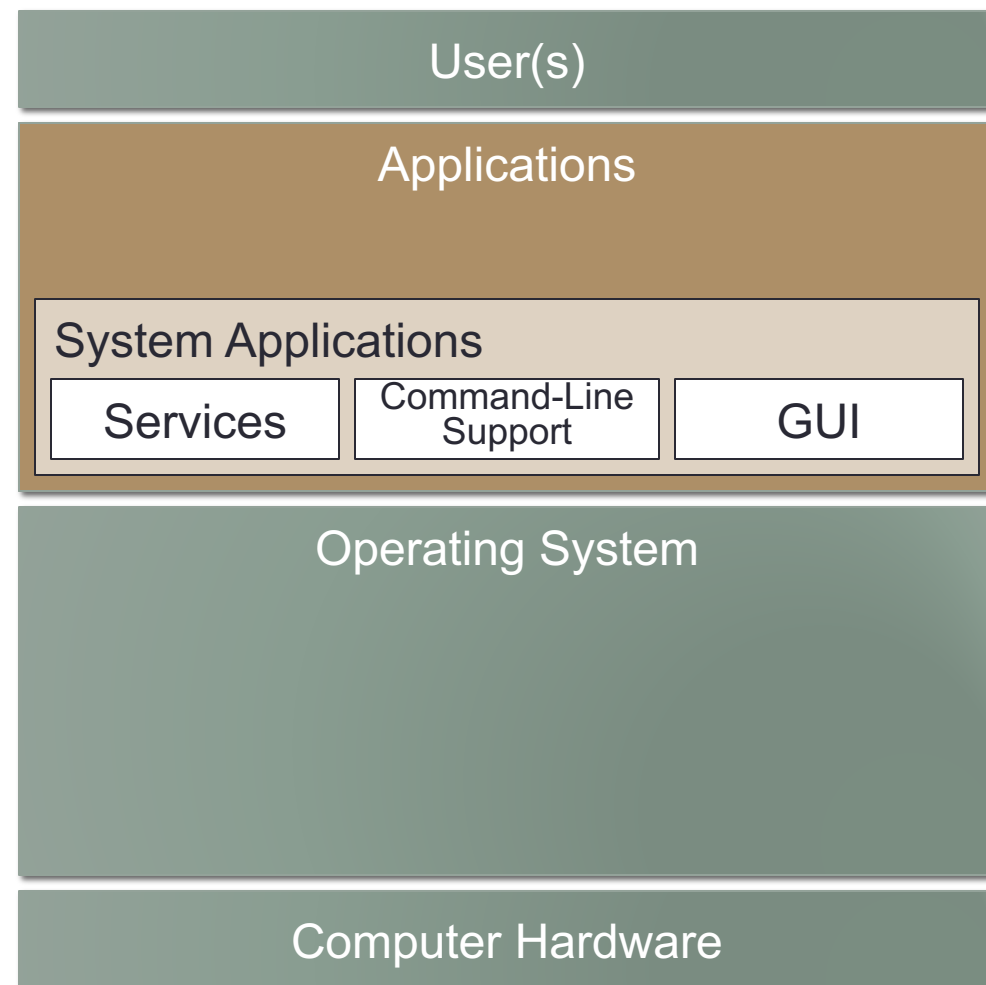 User(s)
Applications
System Applications
Services
Command-Line
Support
GUI
Operating System
Computer Hardware